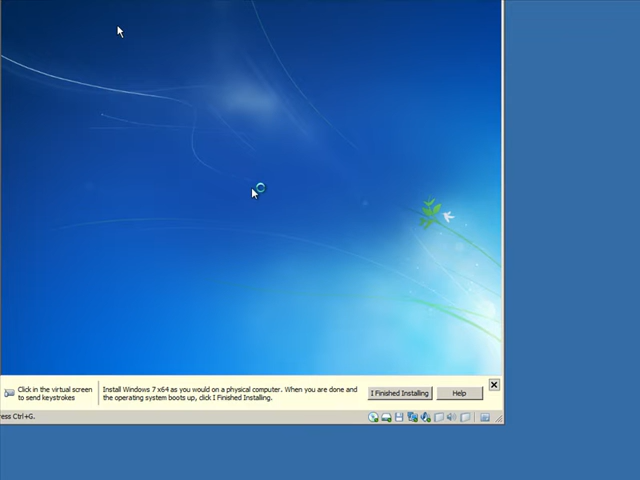 Click in the virtual screen
to send keystrokes
Install Windows 7 x64 as you would on a physical computer. When you are done and
the operating system boots up, click I Finished Installing.
I Finished Installing
Help
ress Ctrl+G.